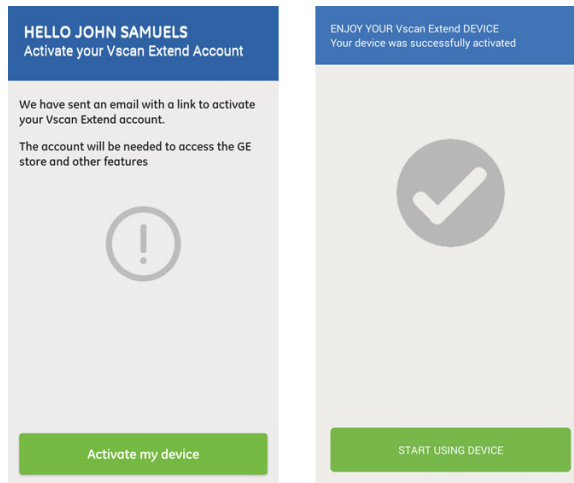 HELLO JOHN SAMUELS
Activate your Vscan Extend Account
We have sent an email with a link to activate
your Vscan Extend account.
The account will be needed to access the GE
store and other features
Activate my device
ENJOY YOUR Vscan Extend DEVICE
Your device was successfully activated
START USING DEVICE